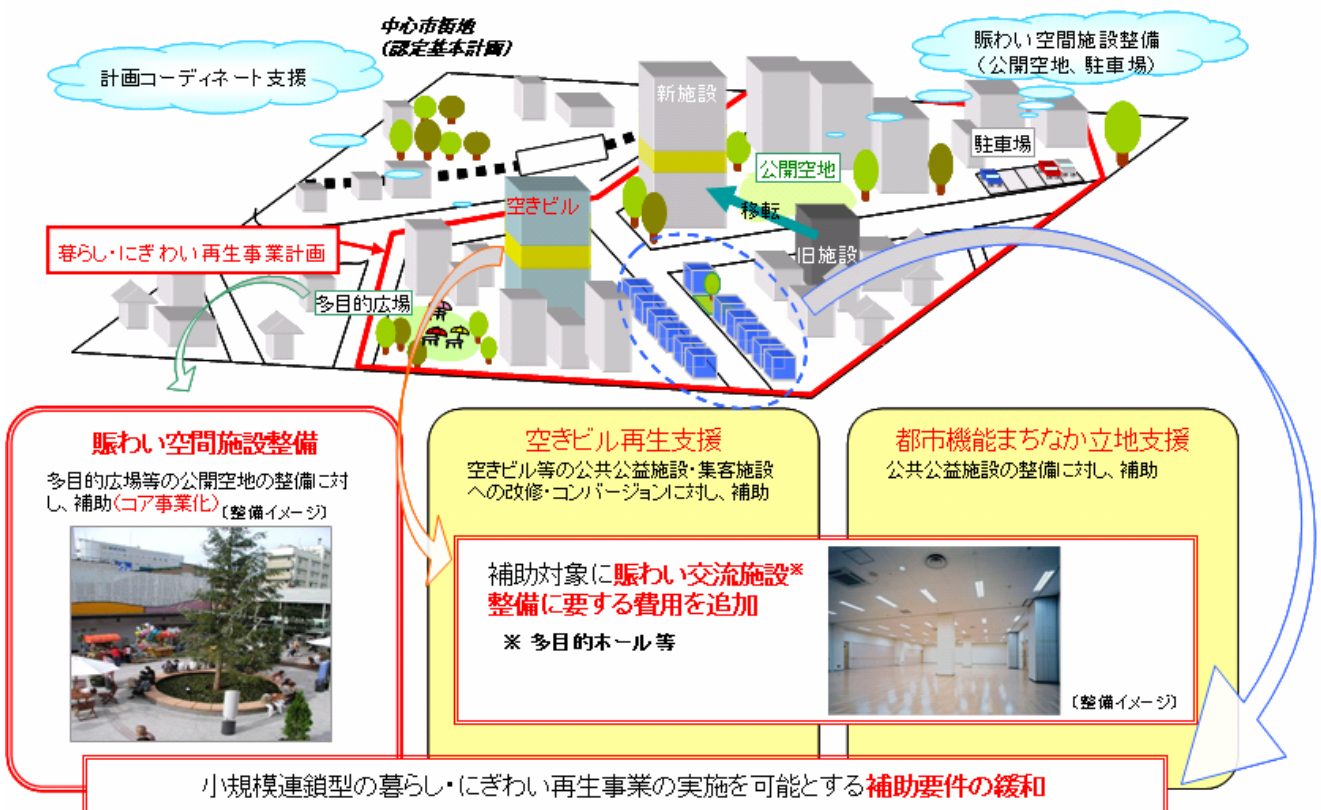 中心市街地
(認定基本計画)
計画コーディネート支援
賑わい空間施設整備
(公開空地、駐車場)
新施設
駐車場
公開空地
空きビル
移転
旧施設
暮らし・にぎわい再生事業計画
多目的広場
賑わい空間施設整備
多目的広場等の公開空地の整備に対
し、補助(コア事業化)
〔整備イメージ〕
空きビル再生支援
空きビル等の公共公益施設・集客施設
への改修・コンバージョンに対し、補助
都市機能まちなか立地支援
公共公益施設の整備に対し、補助
補助対象に賑わい交流施設※
整備に要する費用を追加
※ 多目的ホール等
〔整備イメージ〕
小規模連鎖型の暮らし・にぎわい再生事業の実施を可能とする補助要件の緩和